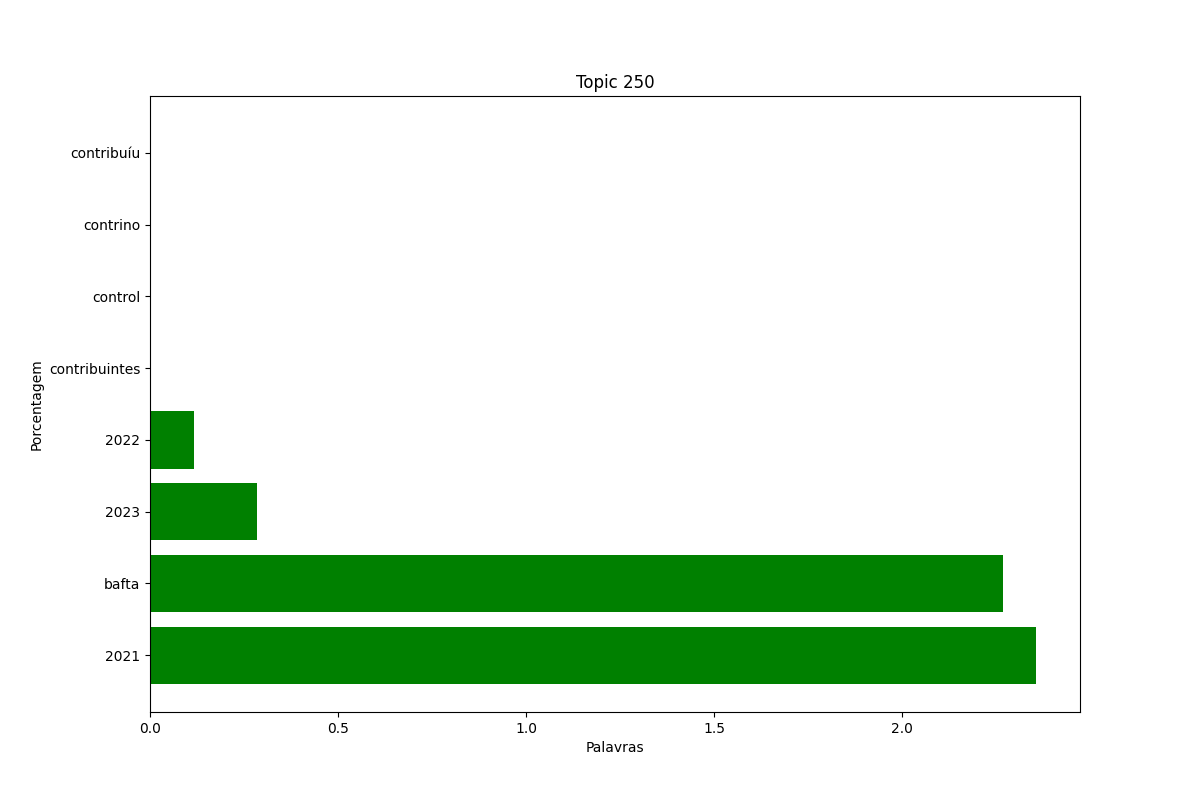 Topic 250
contribuíu
contrino
control
contribuintes
2022
2023
bafta
2021
Porcentagem
0.0 0.5 1.0 1.5 2.0
Palavras